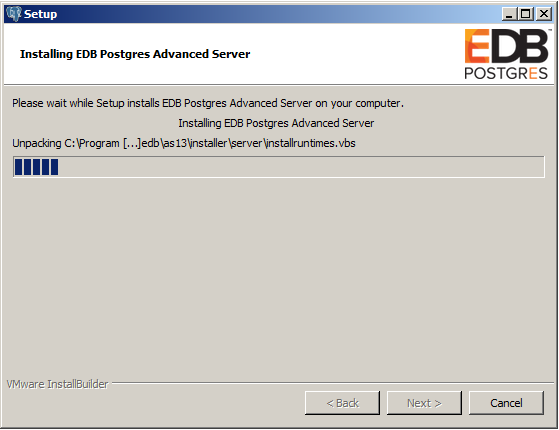 Setup
Installing EDB Postgres Advanced Server
EDB™
POSTGRES
Please wait while Setup installs EDB Postgres Advanced Server on your computer.
Installing EDB Postgres Advanced Server
Unpacking C:\Program [...]edb\as13\installer\server\installruntimes.vbs
VMware InstallBuilder
< Back
Next >
Cancel